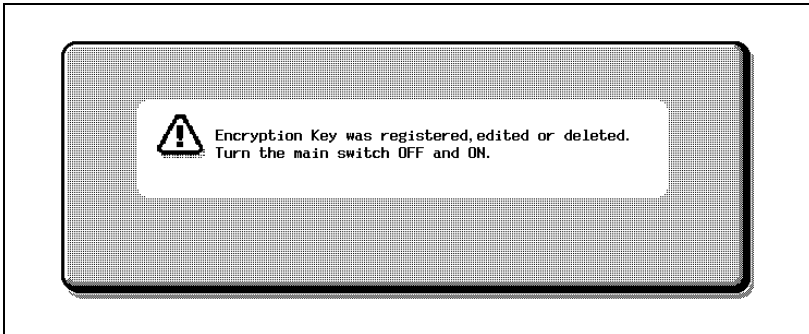 Encryption Key was registered,edited or deleted.
Turn the main switch OFF and ON.